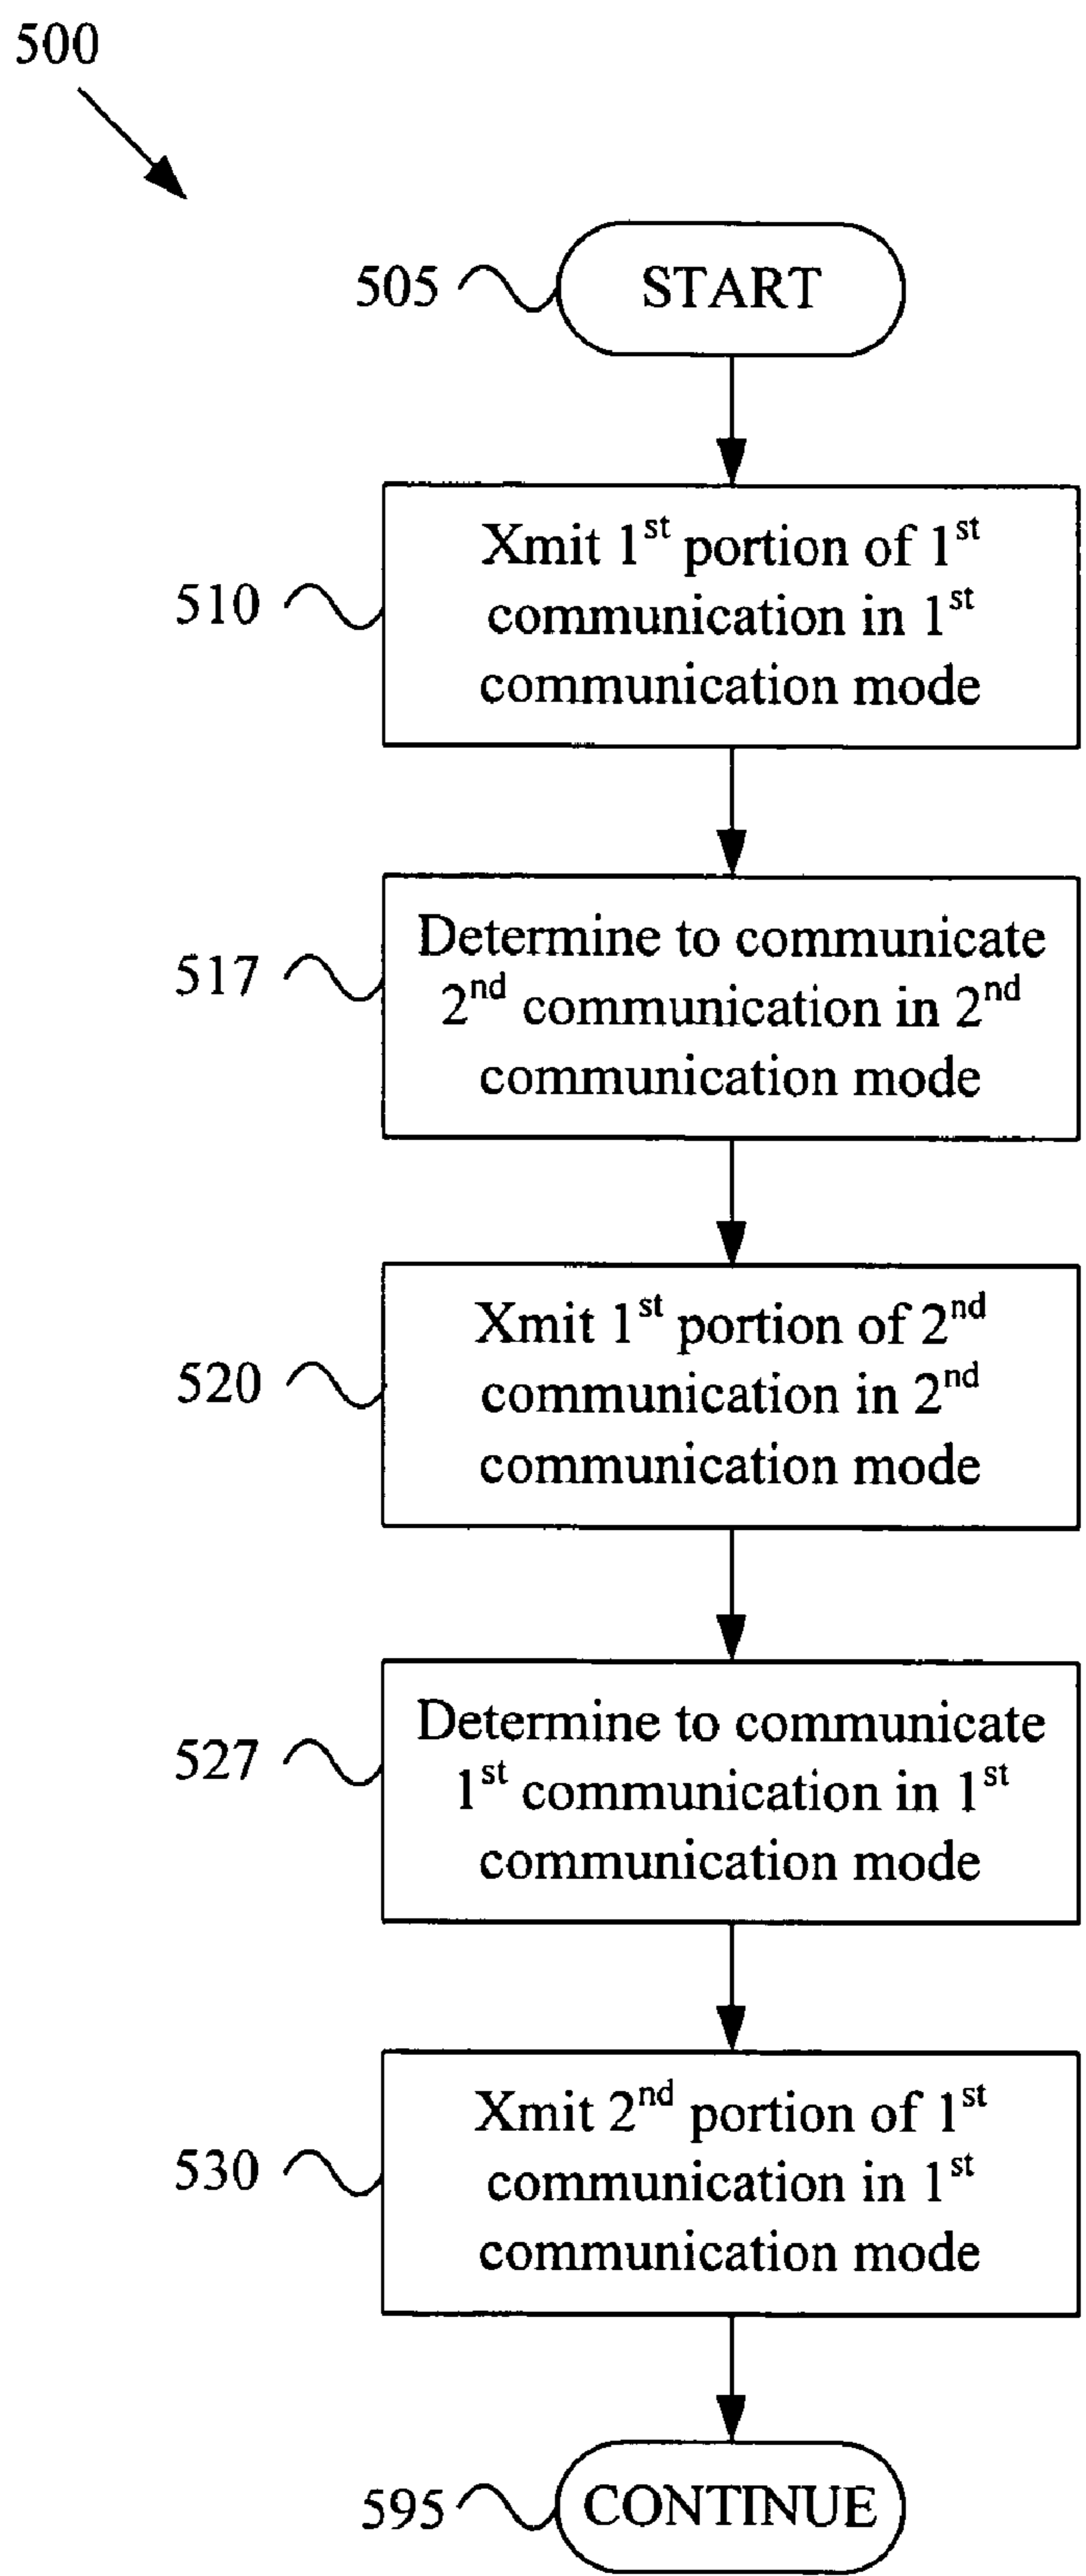 500
505
START
510
Xmit 1st portion of 1st
communication in 1st
communication mode
517
Determine to communicate
2nd communication in 2nd
communication mode
520
Xmit 1st portion of 2nd
communication in 2nd
communication mode
527
Determine to communicate
1st communication in 1st
communication mode
530
Xmit 2nd portion of 1st
communication in 1st
communication mode
595
CONTINUE